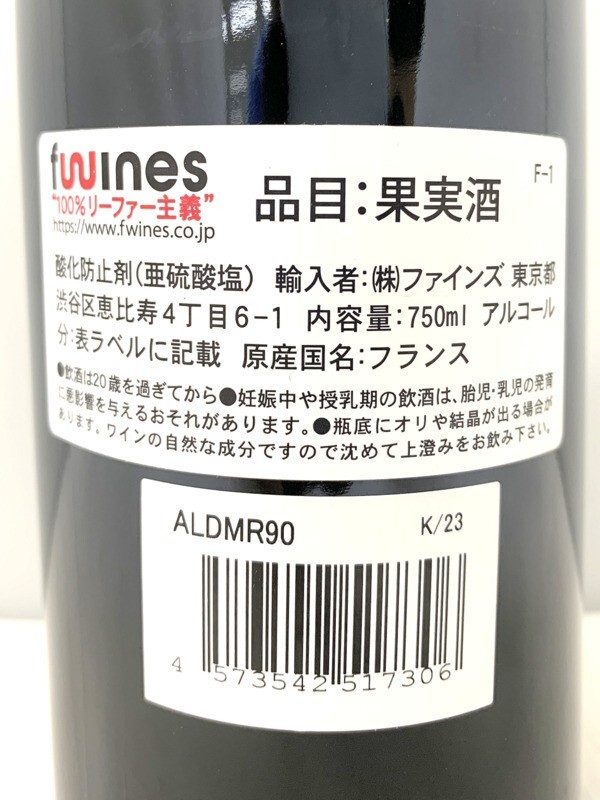 fwines
"100%リーファー主義"
https://www.fwines.co.jp
品目:果実酒
F-1
酸化防止剤(亜硫酸塩) 輸入者:(株)ファインズ 東京都
渋谷区恵比寿4丁目6-1 内容量:750ml アルコール
分:表ラベルに記載 原産国名:フランス
●飲酒は20歳を過ぎてから●妊娠中や授乳期の飲酒は、胎児・乳児の発育
に悪影響を与えるおそれがあります。●瓶底にオリや結晶が出る場合が
あります。ワインの自然な成分ですので沈めて上澄みをお飲み下さい。
ALDMR90 K/23
4 573542 517306